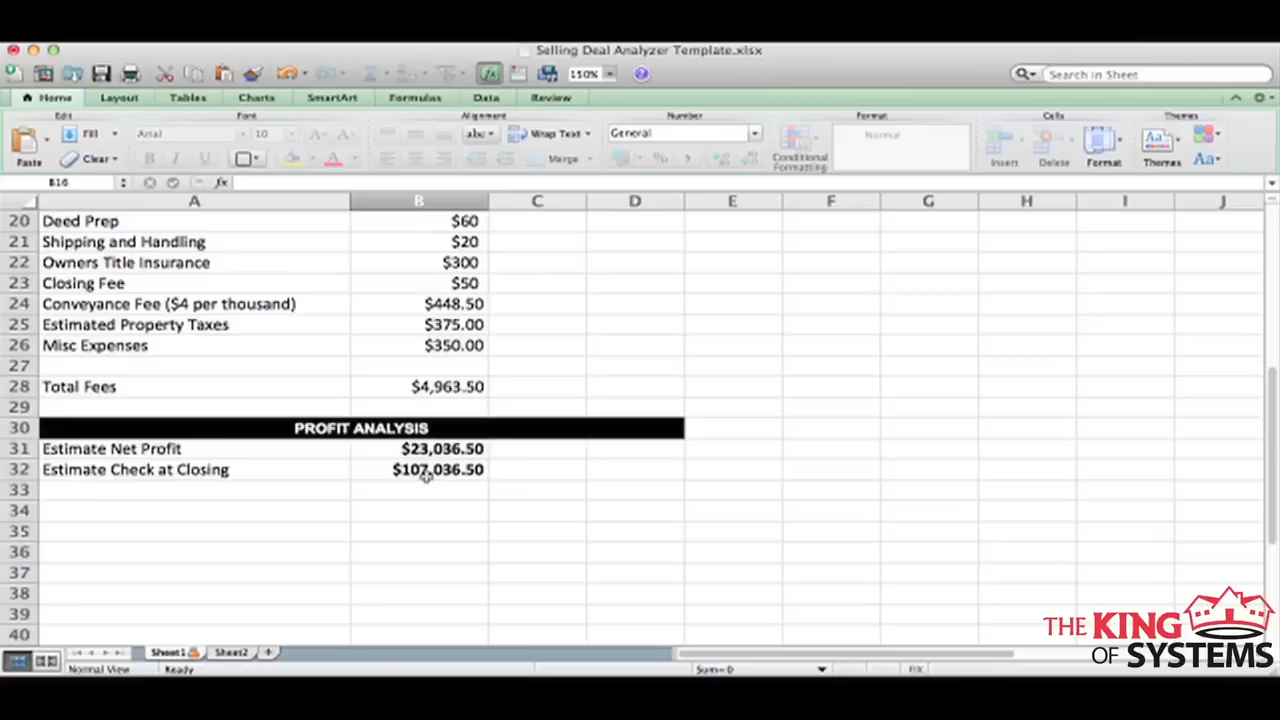 Selling Deal Analyzer Template.xlsx
150%
Search in Sheet
Home Layout Tables Charts SmartArt Formulas Data Review
Edit Font Alignment Number Format Cells Themes
Fill Arial 10 abc Wrap Text General Normal
Paste Clear B I U Merge % Conditional Formatting Insert Delete Format Themes Aa
B16 fx
A B C D E F G H I J
20 Deed Prep $60
21 Shipping and Handling $20
22 Owners Title Insurance $300
23 Closing Fee $50
24 Conveyance Fee ($4 per thousand) $448.50
25 Estimated Property Taxes $375.00
26 Misc Expenses $350.00
27
28 Total Fees $4,963.50
29
30 PROFIT ANALYSIS
31 Estimate Net Profit $23,036.50
32 Estimate Check at Closing $107,036.50
33
34
35
36
37
38
39
40
Sheet1 Sheet2 +
Normal View Ready Sum=0
THE KING
OF SYSTEMS